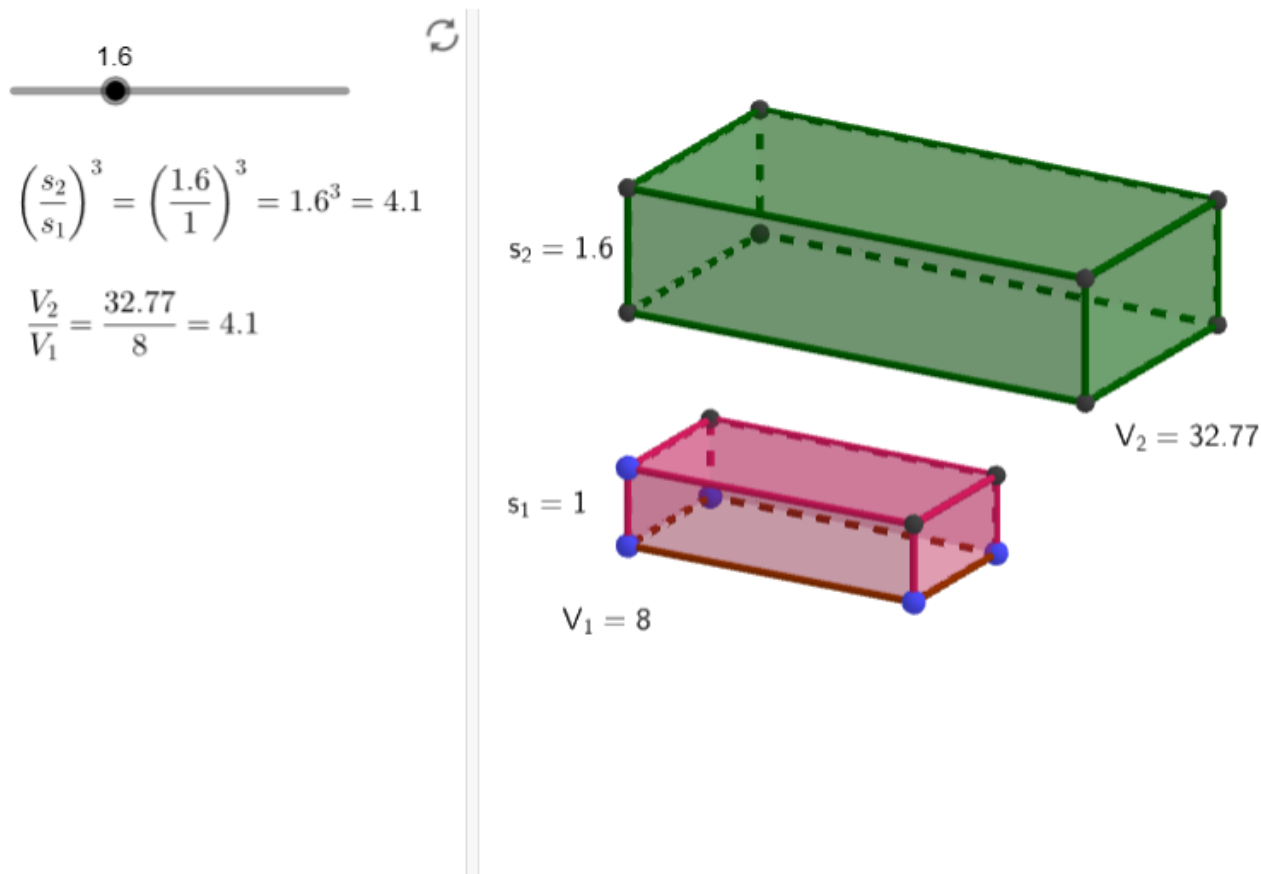 1.6
(s₂/s₁)³ = (1.6/1)³ = 1.6³ = 4.1
V₂/V₁ = 32.77/8 = 4.1
s₂ = 1.6
V₂ = 32.77
s₁ = 1
V₁ = 8